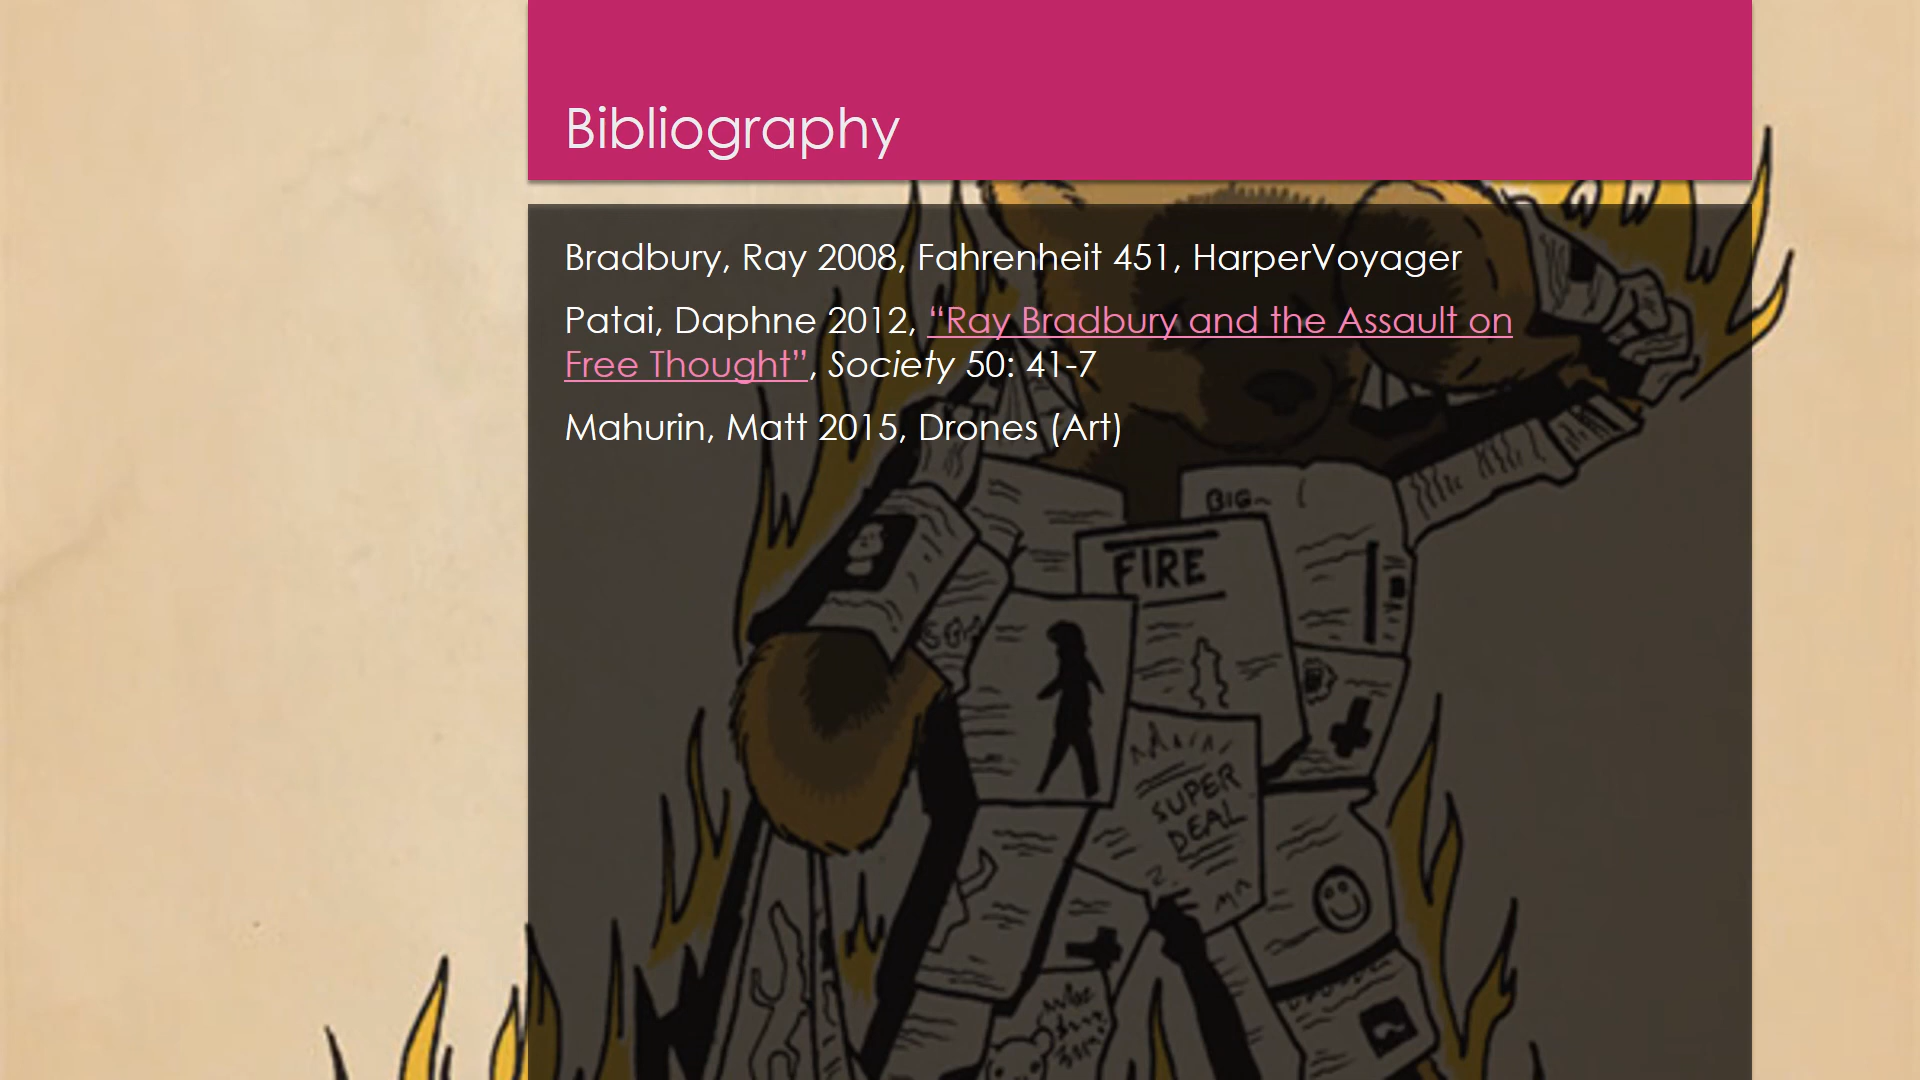 Bibliography
Bradbury, Ray 2008, Fahrenheit 451, HarperVoyager
Patai, Daphne 2012, “Ray Bradbury and the Assault on
Free Thought”, Society 50: 41-7
Mahurin, Matt 2015, Drones (Art)
BIG
FIRE
SUPER
DEAL